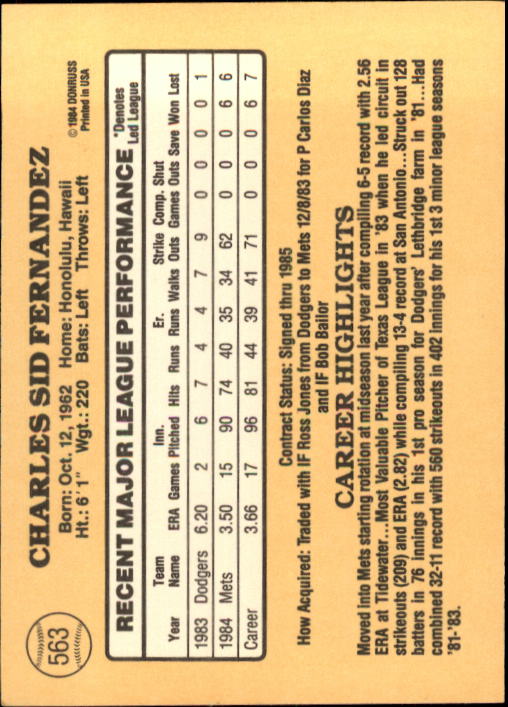 563
CHARLES SID FERNANDEZ
Born: Oct. 12, 1962 Home: Honolulu, Hawaii
Ht.: 6' 1" Wgt.: 220 Bats: Left Throws: Left
© 1984 DONRUSS
Printed in USA
RECENT MAJOR LEAGUE PERFORMANCE *Denotes Led League
Team Inn. Er. Strike Comp. Shut
Year Name ERA Games Pitched Hits Runs Runs Walks Outs Games Outs Save Won Lost
1983 Dodgers 6.20 2 6 7 4 4 7 9 0 0 0 0 1
1984 Mets 3.50 15 90 74 40 35 34 62 0 0 0 6 6
Career 3.66 17 96 81 44 39 41 71 0 0 0 6 7
Contract Status: Signed thru 1985
How Acquired: Traded with IF Ross Jones from Dodgers to Mets 12/8/83 for P Carlos Diaz
and IF Bob Bailor
CAREER HIGHLIGHTS
Moved into Mets starting rotation at midseason last year after compiling 6-5 record with 2.56
ERA at Tidewater...Most Valuable Pitcher of Texas League in '83 when he led circuit in
strikeouts (209) and ERA (2.82) while compiling 13-4 record at San Antonio...Struck out 128
batters in 76 innings in his 1st pro season for Dodgers' Lethbridge farm in '81...Had
combined 32-11 record with 560 strikeouts in 402 innings for his 1st 3 minor league seasons
'81-'83.